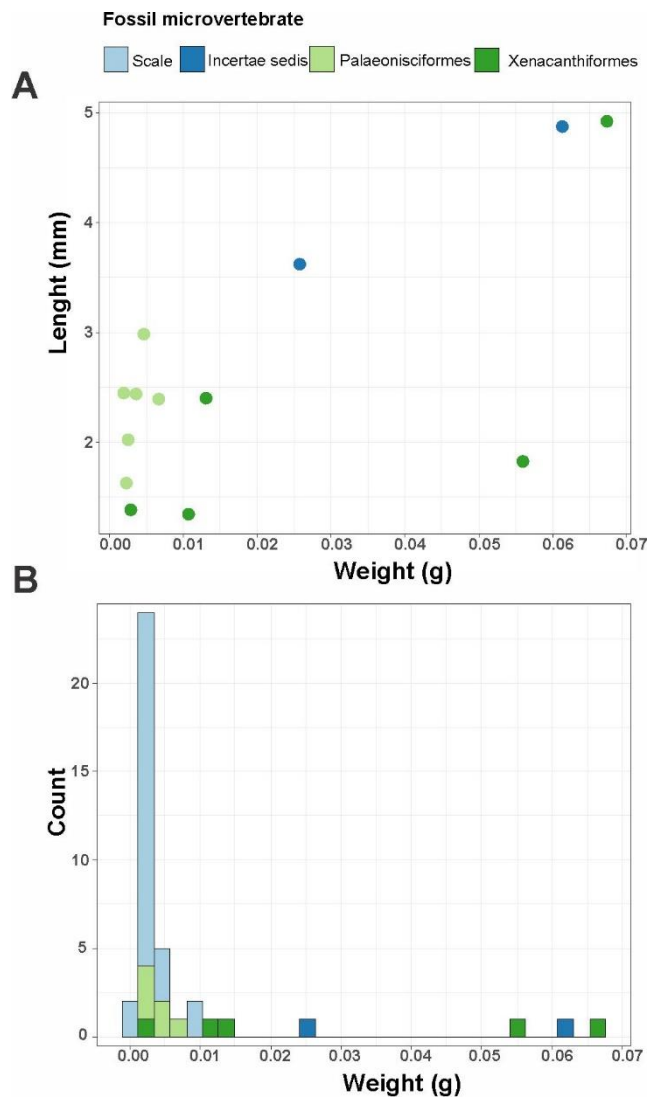 Fossil microvertebrate
Scale Incertae sedis Palaeonisciformes Xenacanthiformes
A
5
4
3
2
Lenght (mm)
0.00 0.01 0.02 0.03 0.04 0.05 0.06 0.07
Weight (g)
B
20
15
10
5
0
Count
0.00 0.01 0.02 0.03 0.04 0.05 0.06 0.07
Weight (g)